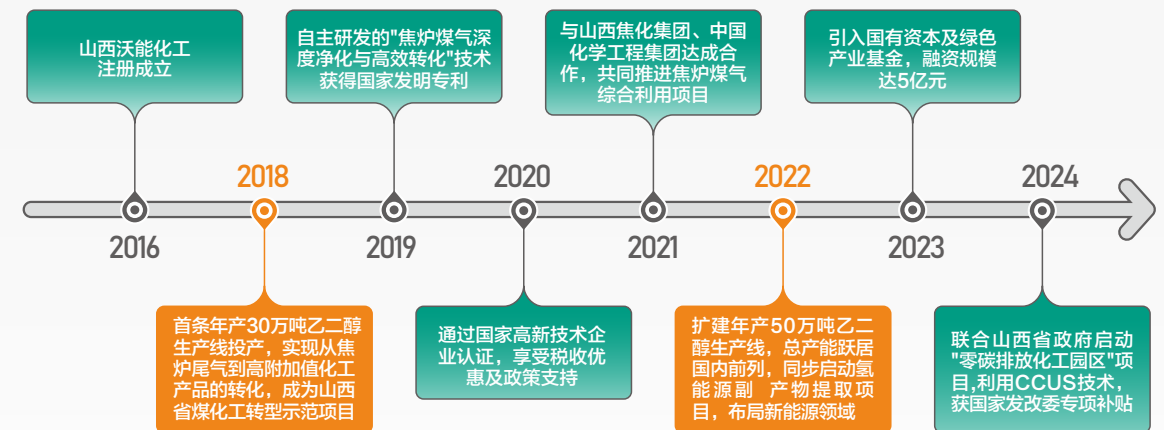 山西沃能化工
注册成立
自主研发的"焦炉煤气深
度净化与高效转化"技术
获得国家发明专利
与山西焦化集团、中国
化学工程集团达成合
作，共同推进焦炉煤气
综合利用项目
引入国有资本及绿色
产业基金，融资规模
达5亿元
2018
2020
2022
2024
2016
2019
2021
2023
首条年产30万吨乙二醇
生产线投产，实现从焦
炉尾气到高附加值化工
产品的转化，成为山西
省煤化工转型示范项目
通过国家高新技术企
业认证，享受税收优
惠及政策支持
扩建年产50万吨乙二
醇生产线，总产能跃居
国内前列，同步启动氢
能源副 产物提取项
目，布局新能源领域
联合山西省政府启动
"零碳排放化工园区"项
目,利用CCUS技术，
获国家发改委专项补贴